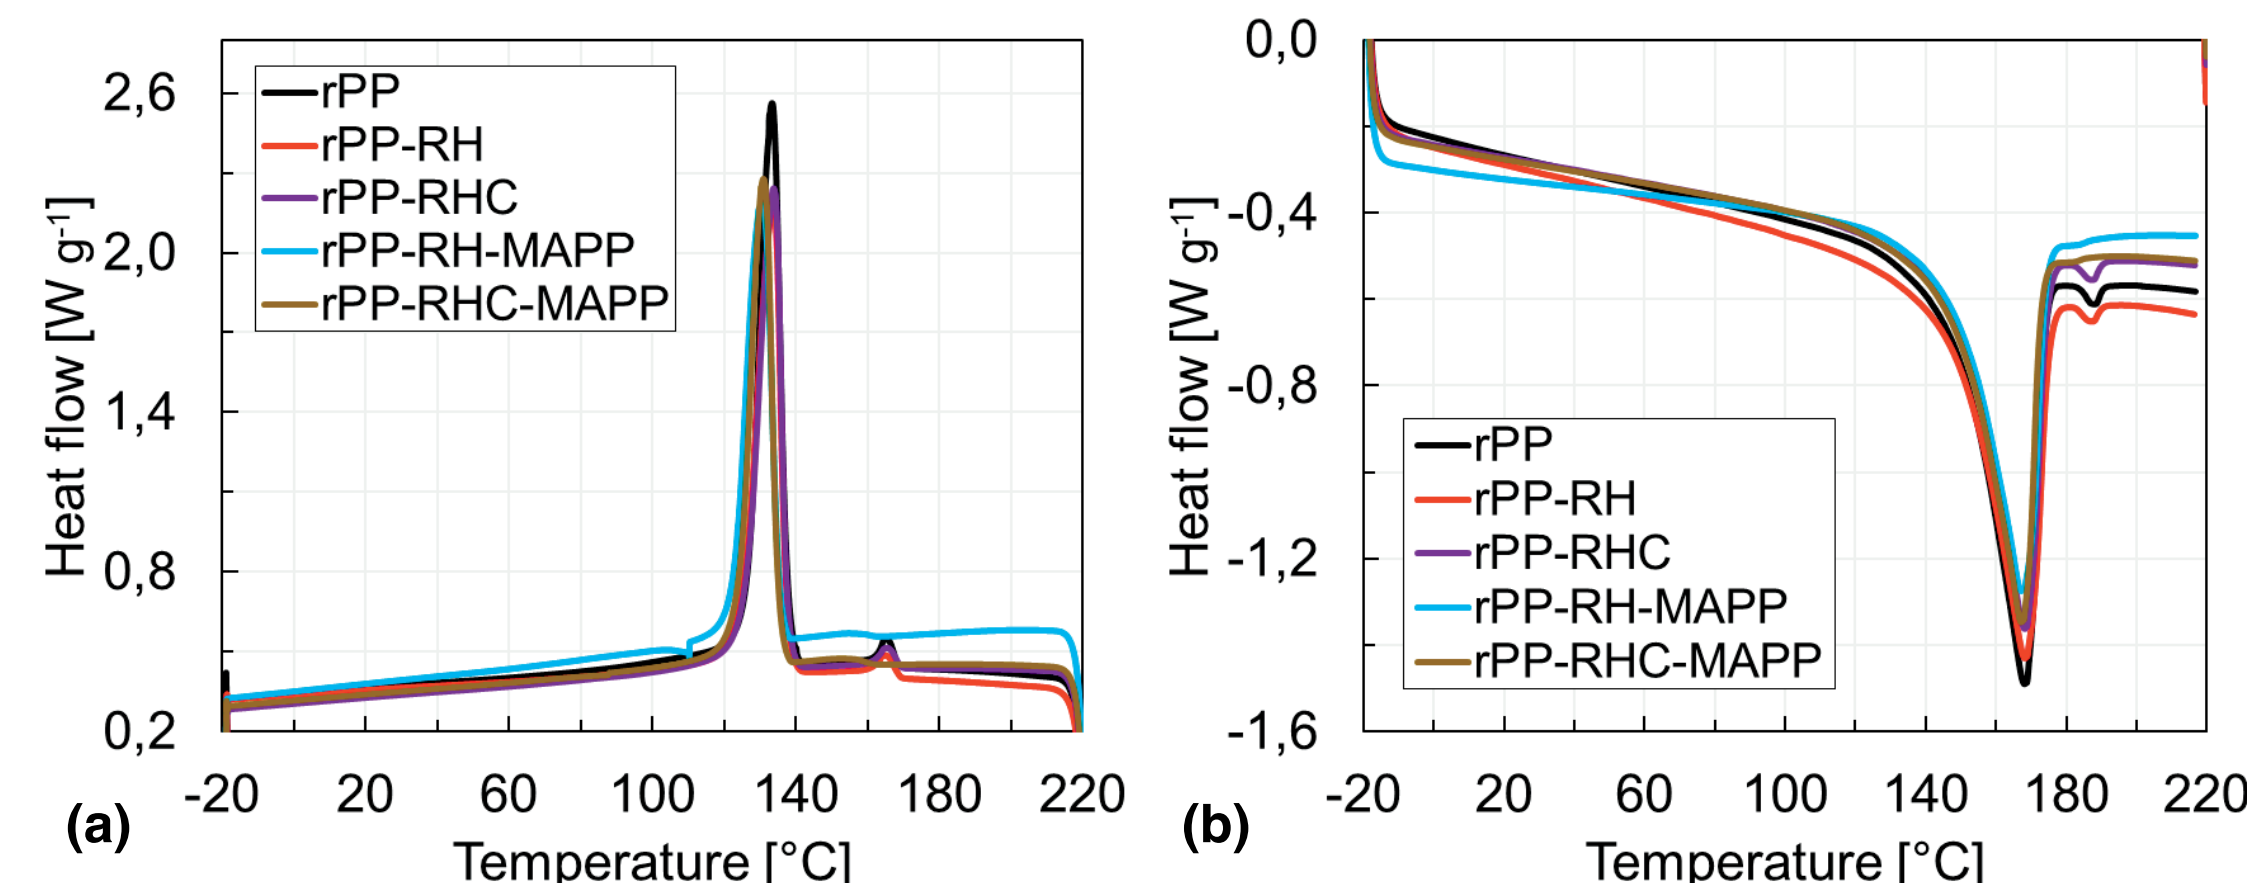 2,6
2,0
1,4
0,8
0,2
Heat flow [W g-1]
rPP
rPP-RH
rPP-RHC
rPP-RH-MAPP
rPP-RHC-MAPP
-20 20 60 100 140 180 220
Temperature [°C]
(a)
0,0
-0,4
-0,8
-1,2
-1,6
Heat flow [W g-1]
rPP
rPP-RH
rPP-RHC
rPP-RH-MAPP
rPP-RHC-MAPP
-20 20 60 100 140 180 220
Temperature [°C]
(b)